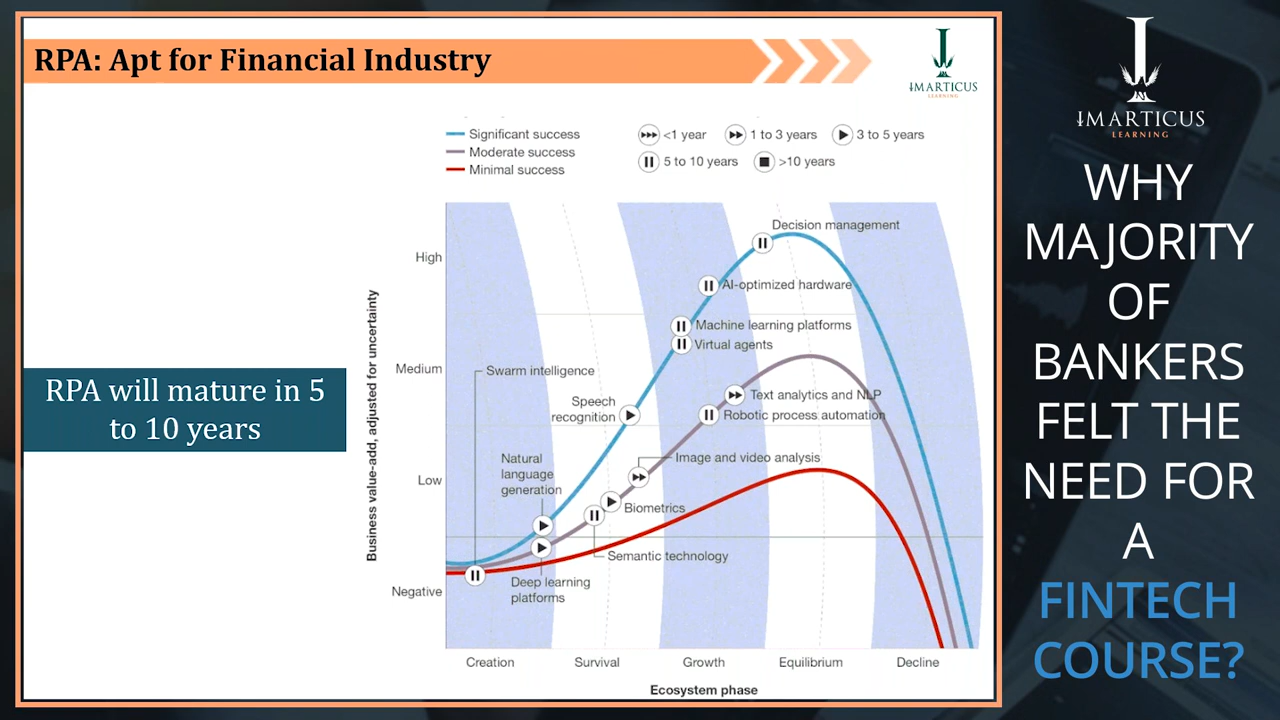 RPA: Apt for Financial Industry
IMARTICUS
LEARNING
Significant success
Moderate success
Minimal success
<1 year
1 to 3 years
3 to 5 years
5 to 10 years
>10 years
Business value-add, adjusted for uncertainty
High
Medium
Low
Negative
Decision management
AI-optimized hardware
Machine learning platforms
Virtual agents
Swarm intelligence
Speech
recognition
Text analytics and NLP
Robotic process automation
Natural
language
generation
Image and video analysis
Biometrics
Semantic technology
Deep learning
platforms
Creation
Survival
Growth
Equilibrium
Decline
Ecosystem phase
RPA will mature in 5
to 10 years
IMARTICUS
LEARNING
WHY
MAJORITY
OF
BANKERS
FELT THE
NEED FOR
A
FINTECH
COURSE?